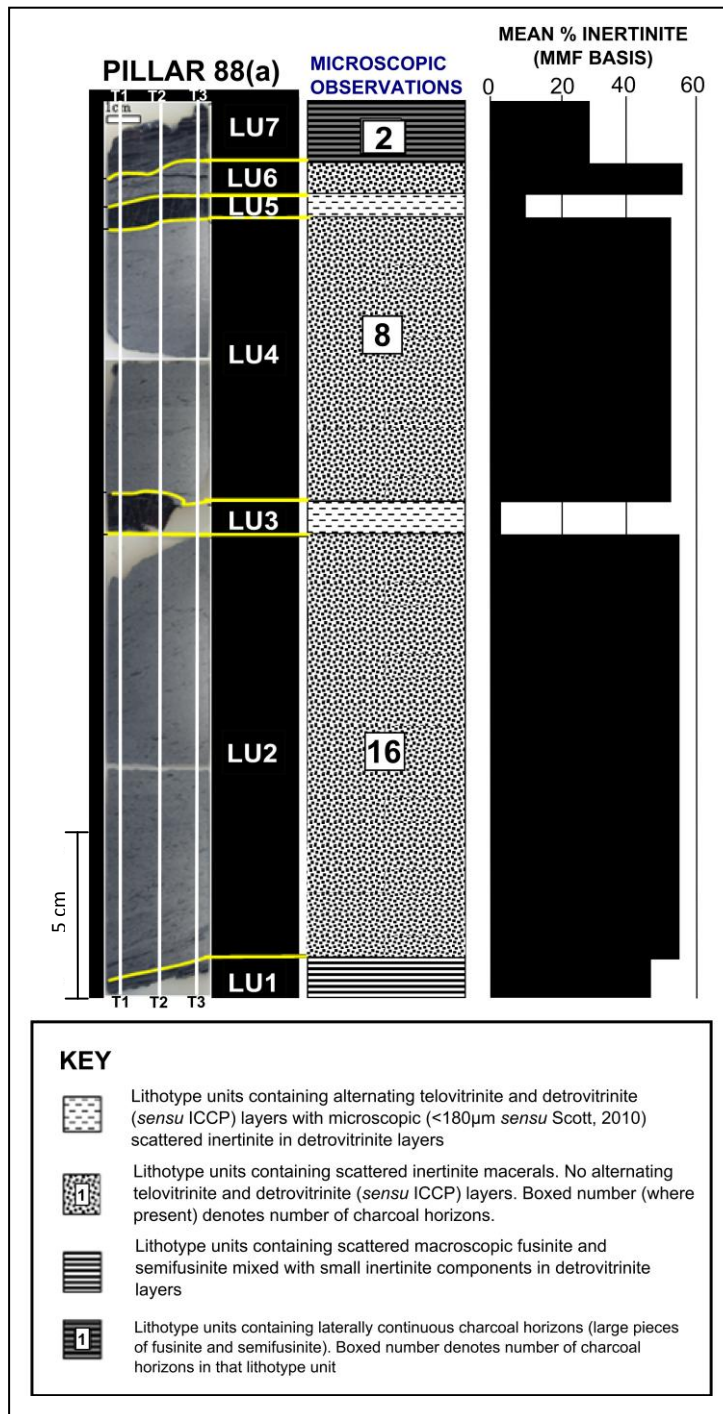 MEAN % INERTINITE
(MMF BASIS)
PILLAR 88(a)
MICROSCOPIC
OBSERVATIONS
0 20 40 60
T1 T2 T3
1cm
LU7
2
LU6
LU5
8
LU4
LU3
LU2
16
5 cm
LU1
T1 T2 T3
KEY
Lithotype units containing alternating telovitrinite and detrovitrinite
(sensu ICCP) layers with microscopic (<180µm sensu Scott, 2010)
scattered inertinite in detrovitrinite layers
1
Lithotype units containing scattered inertinite macerals. No alternating
telovitrinite and detrovitrinite (sensu ICCP) layers. Boxed number (where
present) denotes number of charcoal horizons.
Lithotype units containing scattered macroscopic fusinite and
semifusinite mixed with small inertinite components in detrovitrinite
layers
1
Lithotype units containing laterally continuous charcoal horizons (large pieces
of fusinite and semifusinite). Boxed number denotes number of charcoal
horizons in that lithotype unit